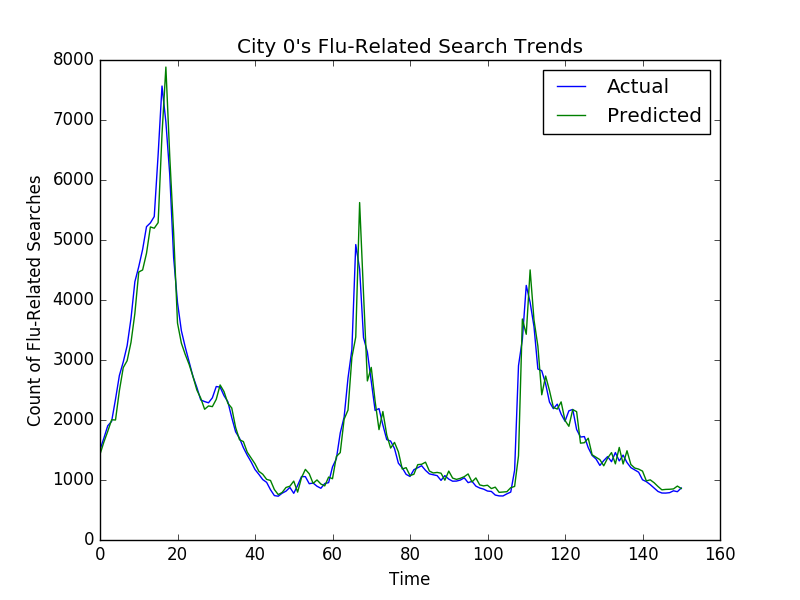 City 0's Flu-Related Search Trends
Actual
Predicted
Count of Flu-Related Searches
8000
7000
6000
5000
4000
3000
2000
1000
0
0 20 40 60 80 100 120 140 160
Time